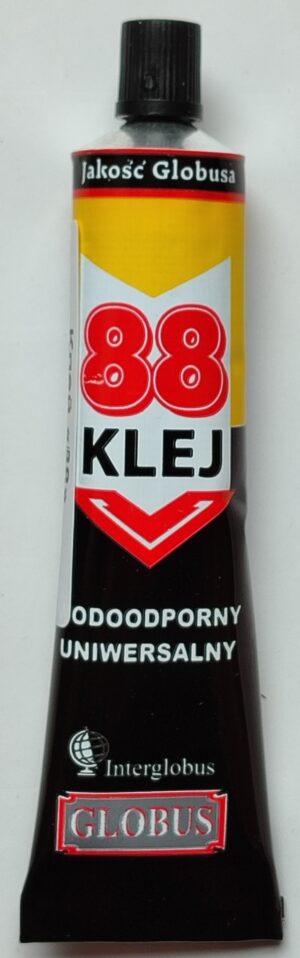 Jakość Globusa
88
KLEJ
ODOODPORNY
UNIWERSALNY
Interglobus
GLOBUS